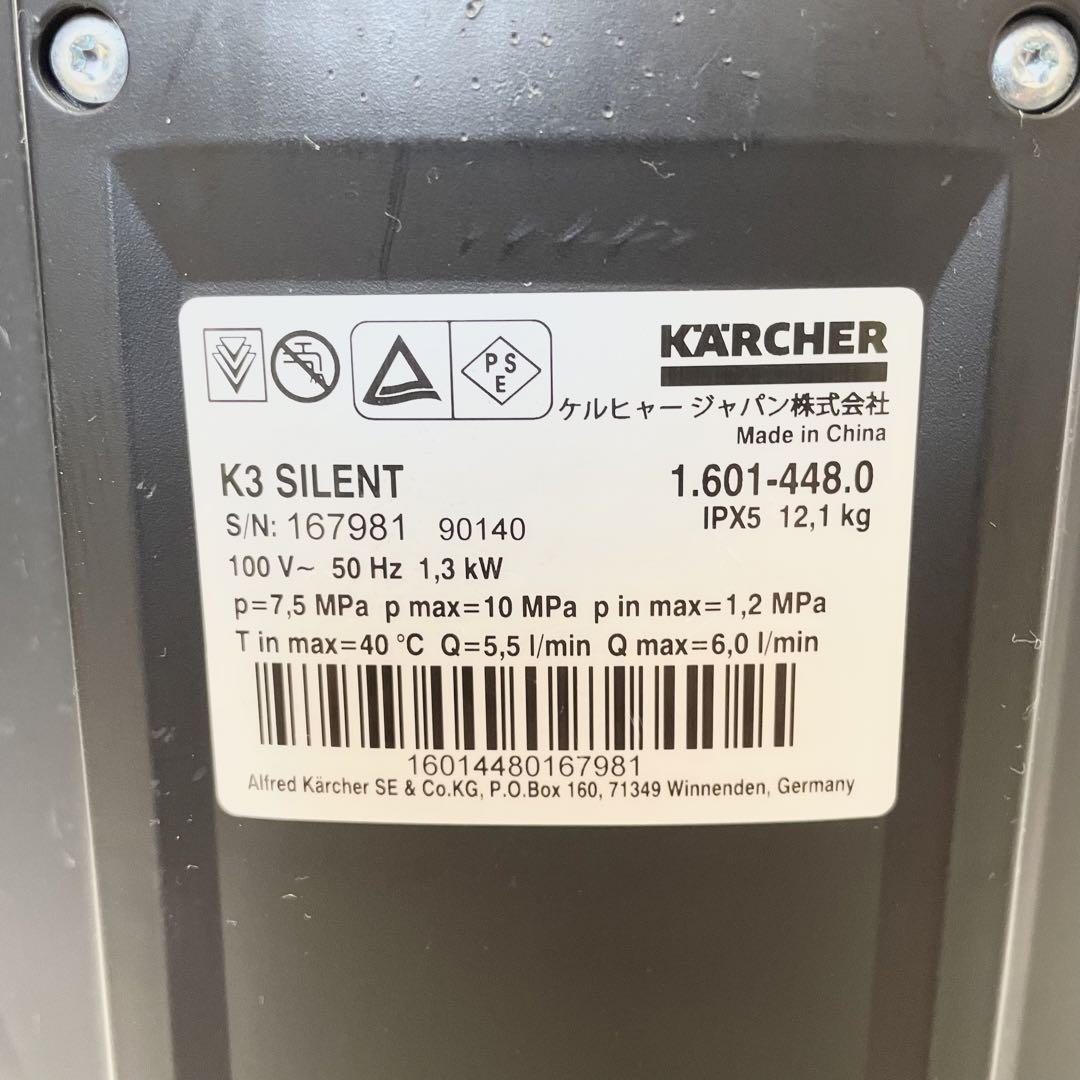 PSE
KÄRCHER
ケルヒャー ジャパン株式会社
Made in China
K3 SILENT 1.601-448.0
S/N: 167981 90140 IPX5 12,1 kg
100 V~ 50 Hz 1,3 kW
p=7,5 MPa p max=10 MPa p in max=1,2 MPa
T in max=40 °C Q=5,5 l/min Q max=6,0 l/min
16014480167981
Alfred Kärcher SE & Co.KG, P.O.Box 160, 71349 Winnenden, Germany